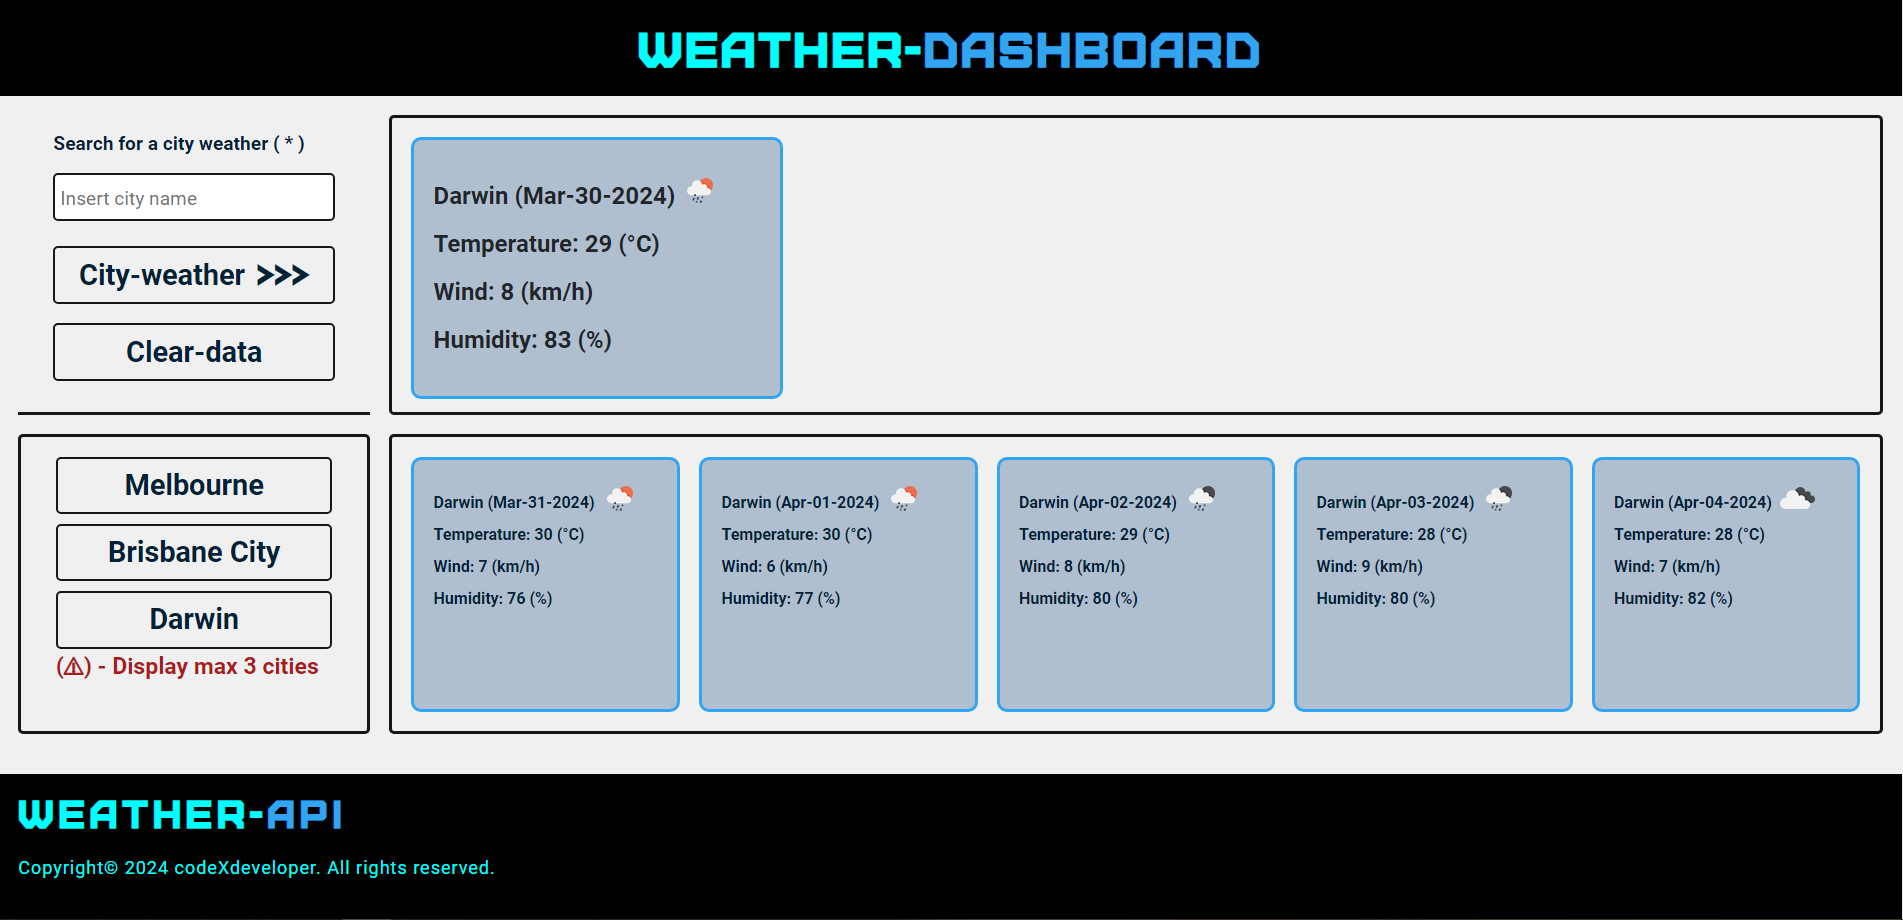 WEATHER-DASHBOARD
Search for a city weather ( * )
Insert city name
City-weather >>>
Clear-data
Darwin (Mar-30-2024)
Temperature: 29 (°C)
Wind: 8 (km/h)
Humidity: 83 (%)
Melbourne
Brisbane City
Darwin
(⚠) - Display max 3 cities
Darwin (Mar-31-2024)
Temperature: 30 (°C)
Wind: 7 (km/h)
Humidity: 76 (%)
Darwin (Apr-01-2024)
Temperature: 30 (°C)
Wind: 6 (km/h)
Humidity: 77 (%)
Darwin (Apr-02-2024)
Temperature: 29 (°C)
Wind: 8 (km/h)
Humidity: 80 (%)
Darwin (Apr-03-2024)
Temperature: 28 (°C)
Wind: 9 (km/h)
Humidity: 80 (%)
Darwin (Apr-04-2024)
Temperature: 28 (°C)
Wind: 7 (km/h)
Humidity: 82 (%)
WEATHER-API
Copyright© 2024 codeXdeveloper. All rights reserved.